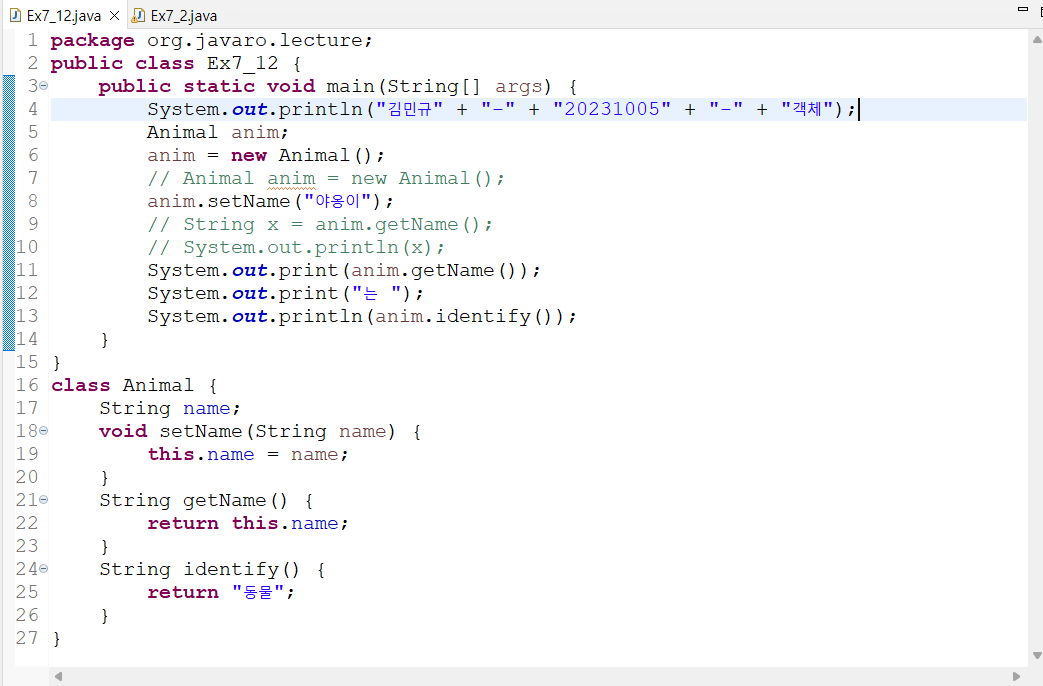 Ex7_12.java Ex7_2.java
1 package org.javaro.lecture;
2 public class Ex7_12 {
3 public static void main(String[] args) {
4 System.out.println("김민규" + "-" + "20231005" + "-" + "객체");
5 Animal anim;
6 anim = new Animal();
7 // Animal anim = new Animal();
8 anim.setName("야옹이");
9 // String x = anim.getName();
10 // System.out.println(x);
11 System.out.print(anim.getName());
12 System.out.print("는 ");
13 System.out.println(anim.identify());
14 }
15 }
16 class Animal {
17 String name;
18 void setName(String name) {
19 this.name = name;
20 }
21 String getName() {
22 return this.name;
23 }
24 String identify() {
25 return "동물";
26 }
27 }